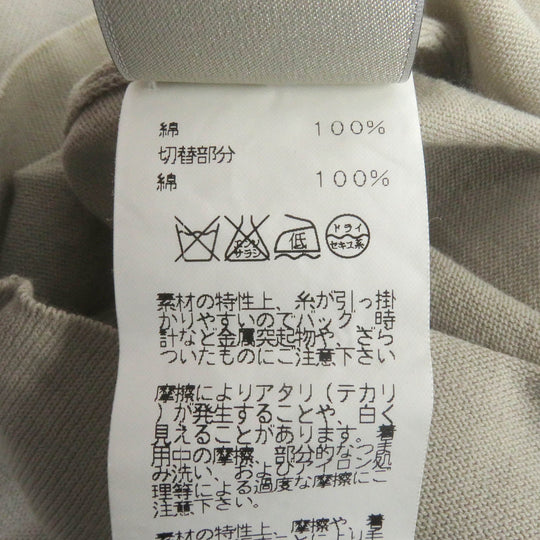 綿 100%
切替部分
綿 100%
エンソ
サラシ
低
ドライ
セキユ系
素材の特性上、糸が引っ掛
かりやすいのでバック、時
計など金属突起物や、ざら
ついたものにご注意下さい
摩擦によりアタリ(テカリ
)が発生することや、白く
見えることがあります。着
用中の摩擦、部分的なつま
み洗い、およびアイロン処
理等による過度な摩擦にご
注意下さい。
素材の特性上、摩擦や、着